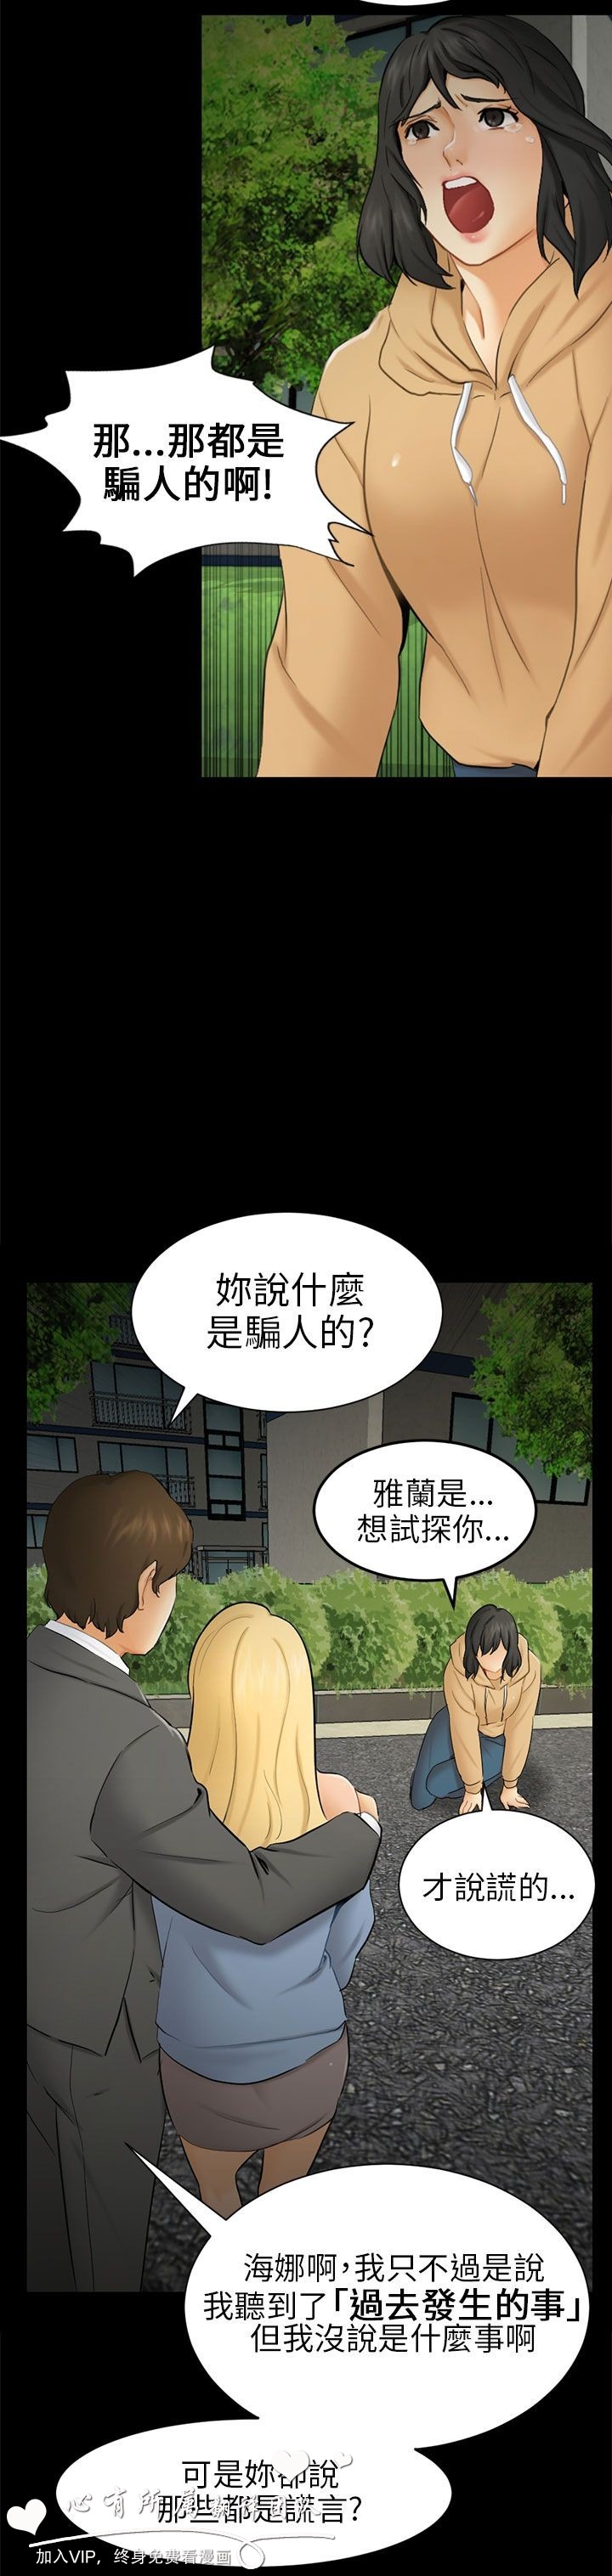 那...那都是
騙人的啊!
妳說什麼
是騙人的?
雅蘭是...
想試探你...
才說謊的...
海娜啊,我只不過是說
我聽到了「過去發生的事」
但我沒說是什麼事啊
可是妳卻說
那些都是謊言?
心有所屬
加入VIP，终身免费看漫画